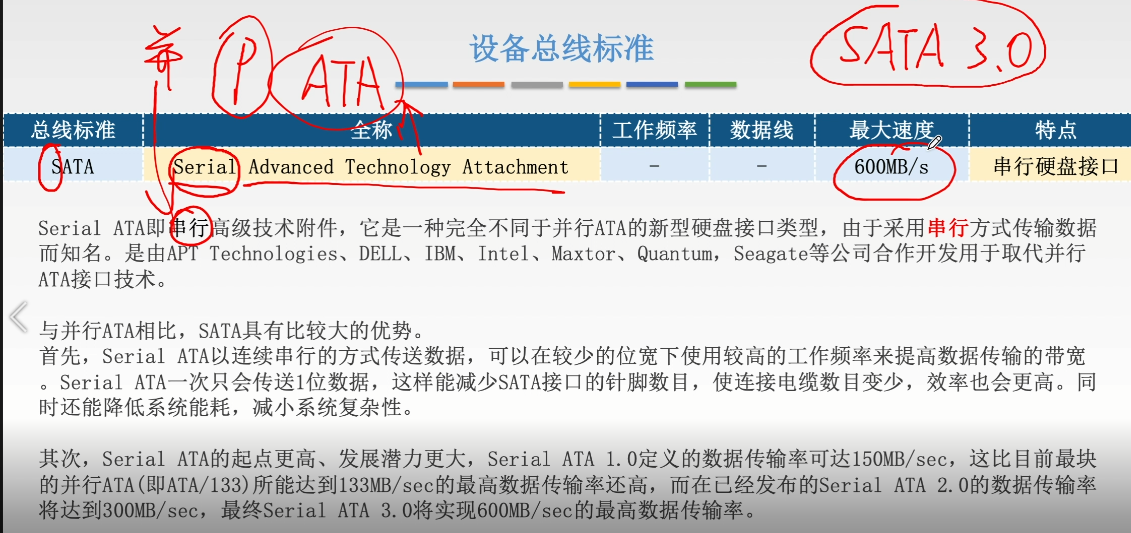 并 P ATA
SATA 3.0
设备总线标准
总线标准 全称 工作频率 数据线 最大速度 特点
SATA Serial Advanced Technology Attachment - - 600MB/s 串行硬盘接口
Serial ATA即串行高级技术附件，它是一种完全不同于并行ATA的新型硬盘接口类型，由于采用串行方式传输数据
而知名。是由APT Technologies、DELL、IBM、Intel、Maxtor、Quantum，Seagate等公司合作开发用于取代并行
ATA接口技术。
与并行ATA相比，SATA具有比较大的优势。
首先，Serial ATA以连续串行的方式传送数据，可以在较少的位宽下使用较高的工作频率来提高数据传输的带宽
。Serial ATA一次只会传送1位数据，这样能减少SATA接口的针脚数目，使连接电缆数目变少，效率也会更高。同
时还能降低系统能耗，减小系统复杂性。
其次，Serial ATA的起点更高、发展潜力更大，Serial ATA 1.0定义的数据传输率可达150MB/sec，这比目前最块
的并行ATA(即ATA/133)所能达到133MB/sec的最高数据传输率还高，而在已经发布的Serial ATA 2.0的数据传输率
将达到300MB/sec，最终Serial ATA 3.0将实现600MB/sec的最高数据传输率。